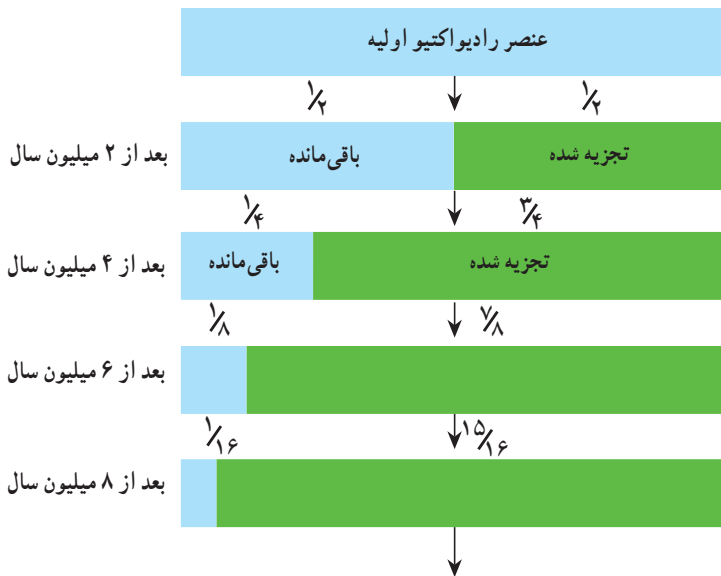 عنصر رادیواکتیو اولیه
۱/۲ ۱/۲
تجزیه شده باقی‌مانده بعد از ۲ میلیون سال
۳/۴ ۱/۴
تجزیه شده باقی‌مانده بعد از ۴ میلیون سال
۷/۸ ۱/۸
بعد از ۶ میلیون سال
۱۵/۱۶ ۱/۱۶
بعد از ۸ میلیون سال